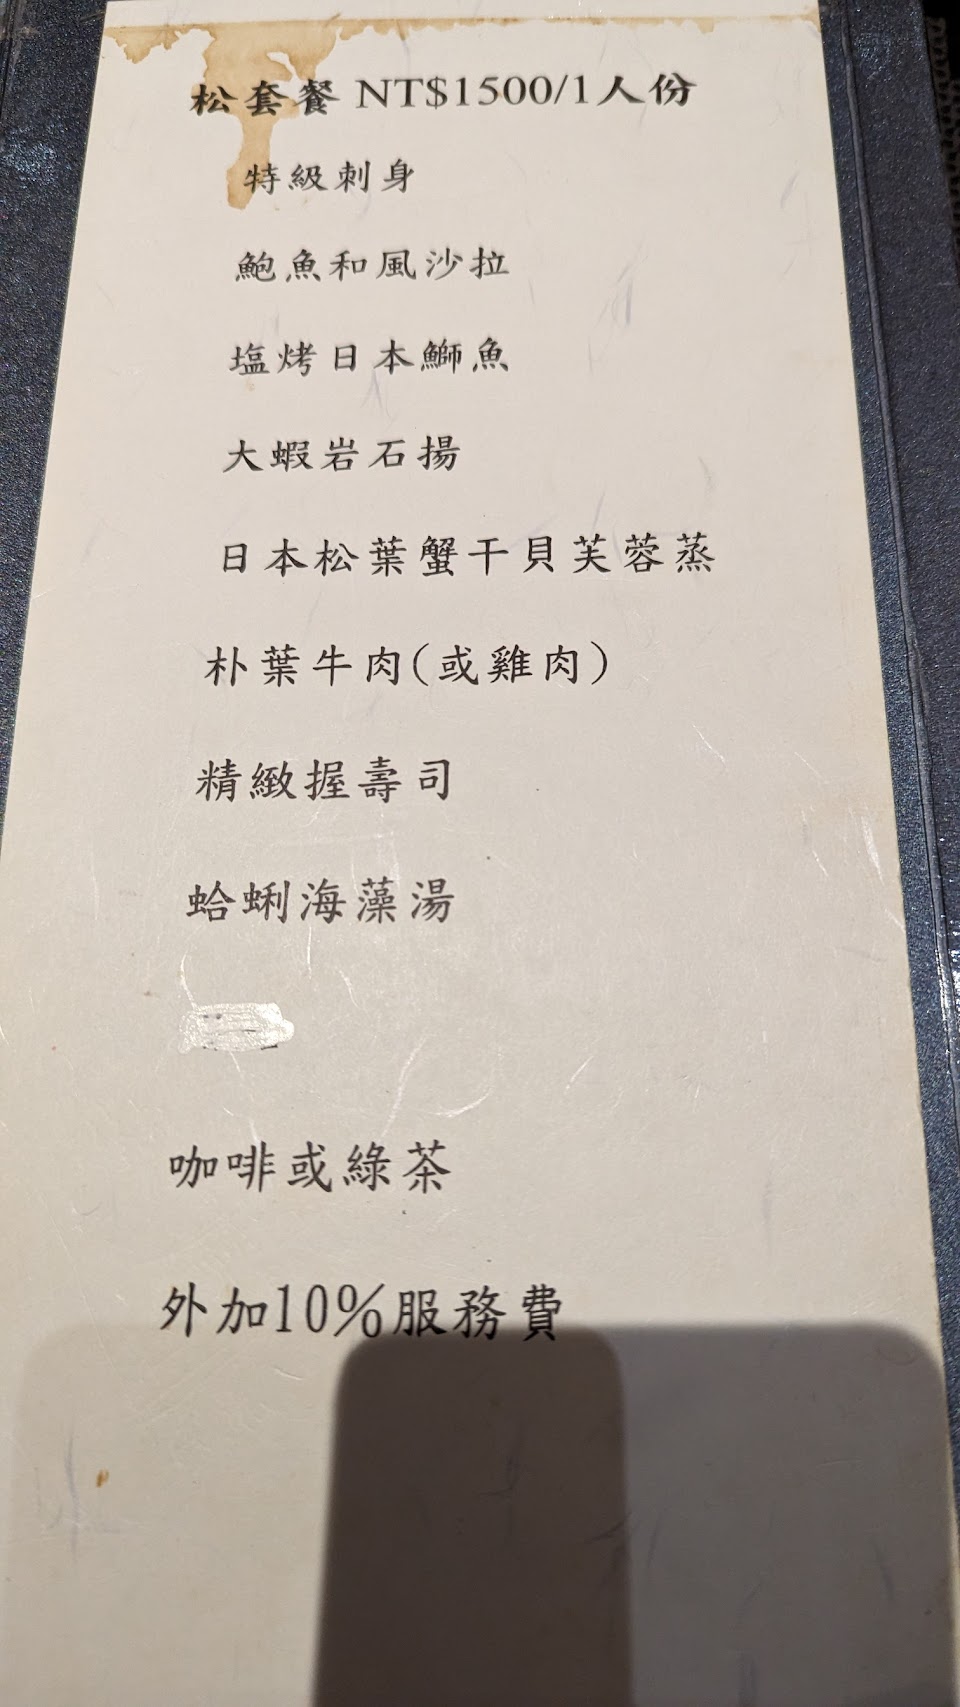 松套餐 NT$1500/1人份
特級刺身
鮑魚和風沙拉
塩烤日本鰤魚
大蝦岩石揚
日本松葉蟹干貝芙蓉蒸
朴葉牛肉(或雞肉)
精緻握壽司
蛤蜊海藻湯
咖啡或綠茶
外加10%服務費